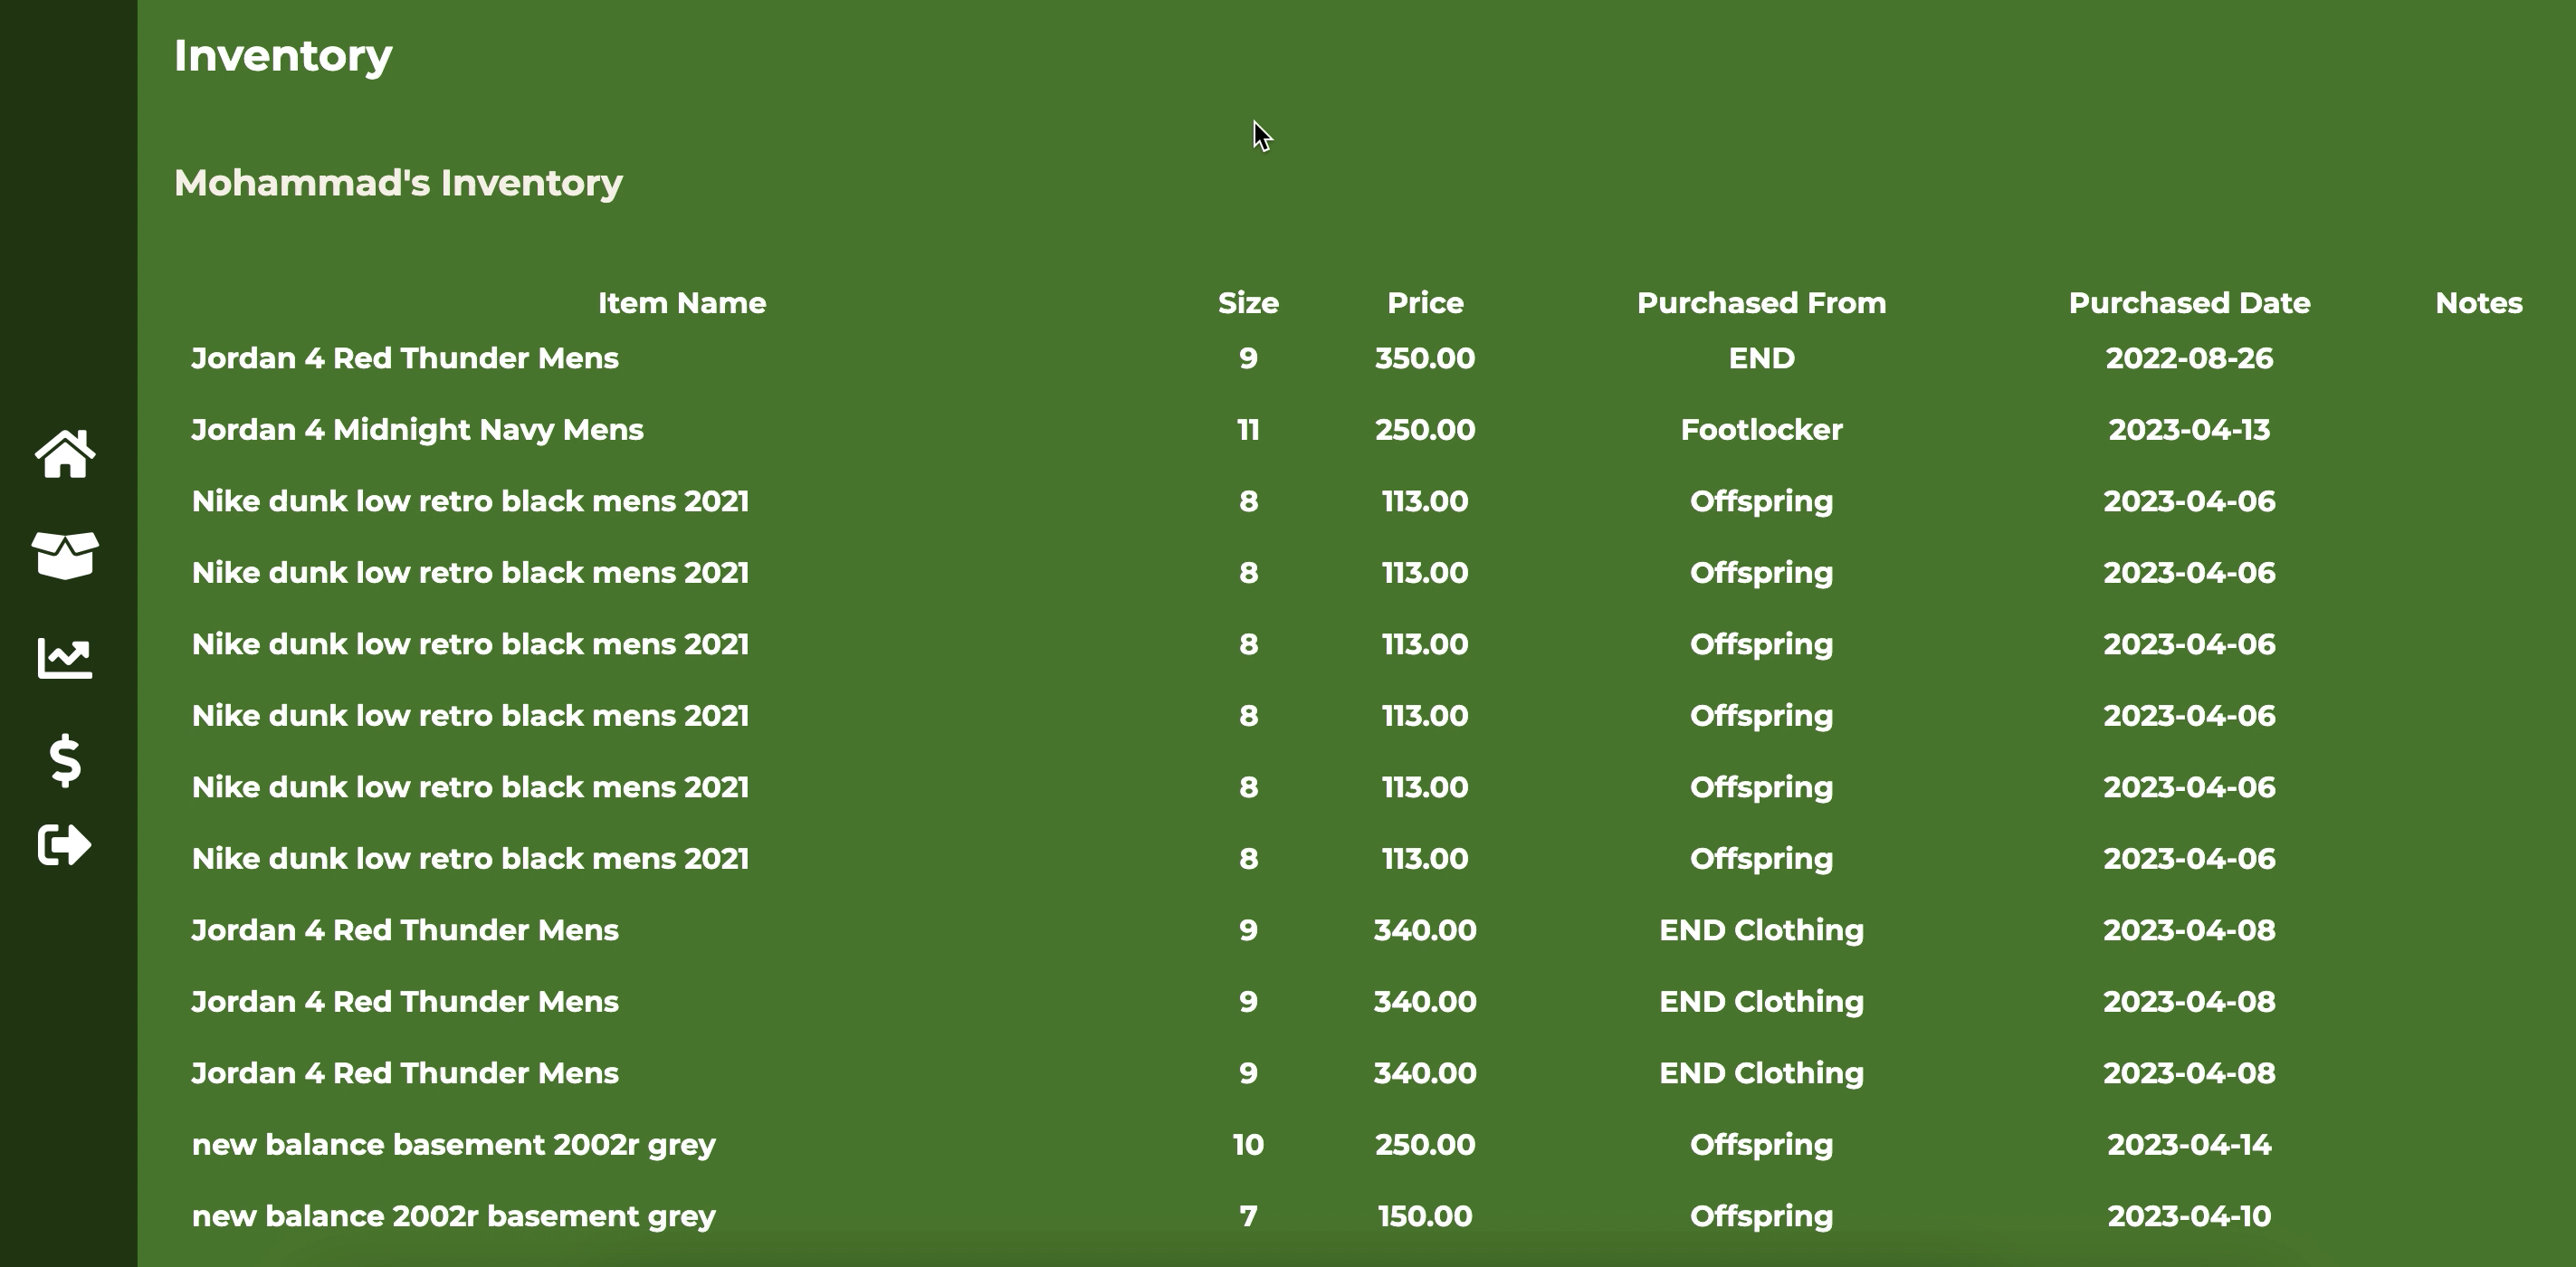 Inventory
Mohammad's Inventory
Item Name Size Price Purchased From Purchased Date Notes
Jordan 4 Red Thunder Mens 9 350.00 END 2022-08-26
Jordan 4 Midnight Navy Mens 11 250.00 Footlocker 2023-04-13
Nike dunk low retro black mens 2021 8 113.00 Offspring 2023-04-06
Nike dunk low retro black mens 2021 8 113.00 Offspring 2023-04-06
Nike dunk low retro black mens 2021 8 113.00 Offspring 2023-04-06
Nike dunk low retro black mens 2021 8 113.00 Offspring 2023-04-06
Nike dunk low retro black mens 2021 8 113.00 Offspring 2023-04-06
Nike dunk low retro black mens 2021 8 113.00 Offspring 2023-04-06
Jordan 4 Red Thunder Mens 9 340.00 END Clothing 2023-04-08
Jordan 4 Red Thunder Mens 9 340.00 END Clothing 2023-04-08
Jordan 4 Red Thunder Mens 9 340.00 END Clothing 2023-04-08
new balance basement 2002r grey 10 250.00 Offspring 2023-04-14
new balance 2002r basement grey 7 150.00 Offspring 2023-04-10